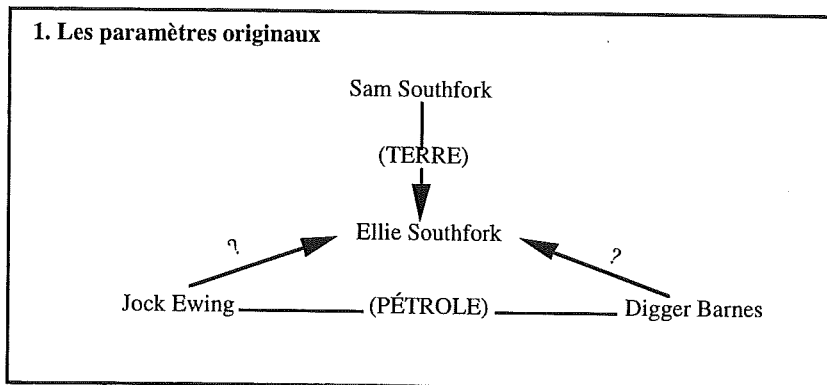 1. Les paramètres originaux
Sam Southfork
(TERRE)
Ellie Southfork
? ?
Jock Ewing (PÉTROLE) Digger Barnes